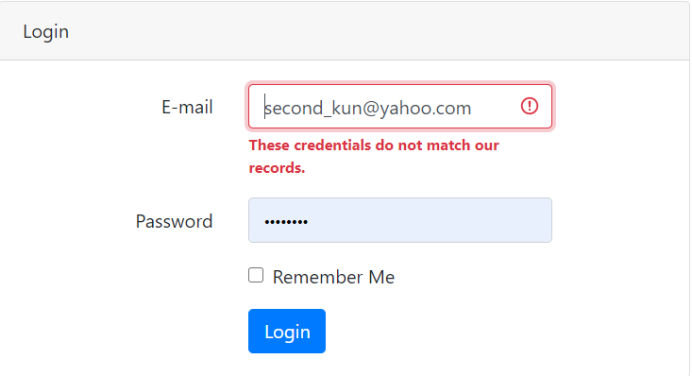 Login
E-mail
second_kun@yahoo.com
These credentials do not match our
records.
Password
••••••••
Remember Me
Login